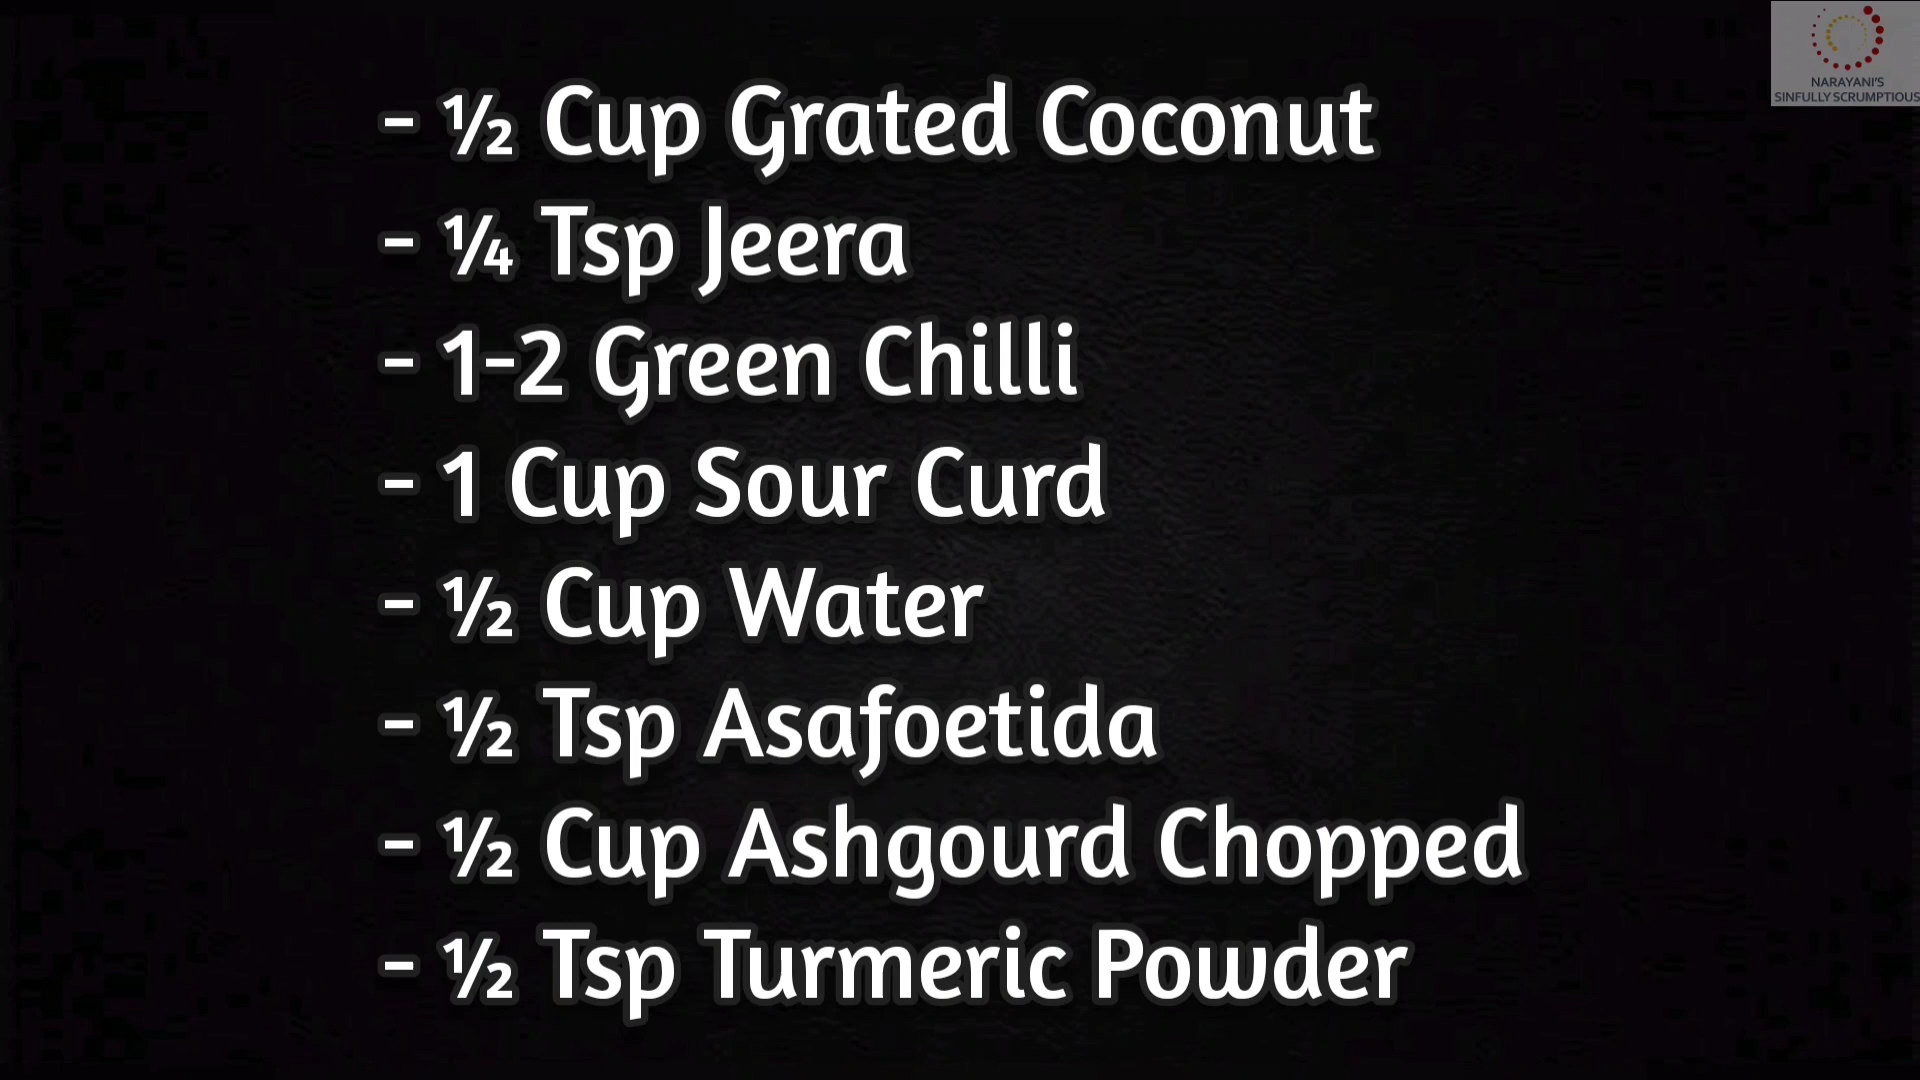 NARAYANI'S
SINFULLY SCRUMPTIOUS
- ½ Cup Grated Coconut
- ¼ Tsp Jeera
- 1-2 Green Chilli
- 1 Cup Sour Curd
- ½ Cup Water
- ½ Tsp Asafoetida
- ½ Cup Ashgourd Chopped
- ½ Tsp Turmeric Powder